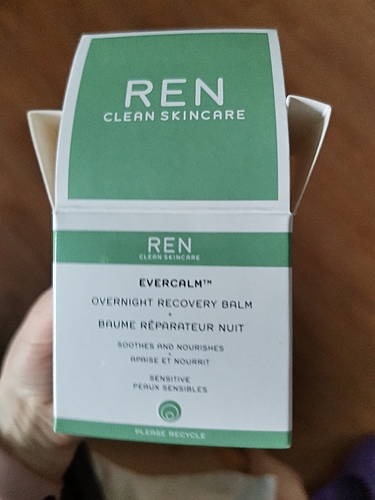 REN
CLEAN SKINCARE
REN
CLEAN SKINCARE
EVERCALM™
OVERNIGHT RECOVERY BALM
•
BAUME RÉPARATEUR NUIT
SOOTHES AND NOURISHES
•
APAISE ET NOURRIT
SENSITIVE
PEAUX SENSIBLES
PLEASE RECYCLE